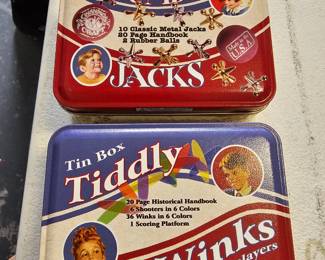 10 Classic Metal Jacks
20 Page Handbook
2 Rubber Balls
Made in
U.S.A.
JACKS
Tin Box
Tiddly
20 Page Historical Handbook
6 Shooters in 6 Colors
36 Winks in 6 Colors
1 Scoring Platform
Winks
Players